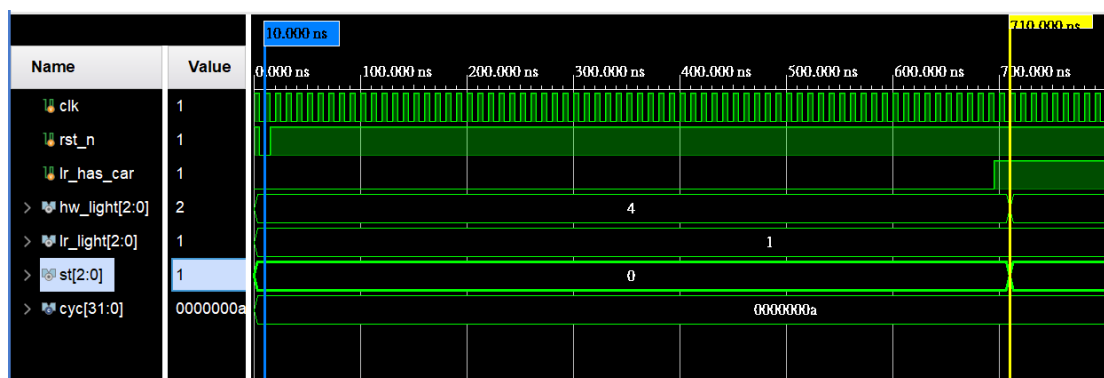 10.000 ns
710.000 ns
Name Value
0.000 ns 100.000 ns 200.000 ns 300.000 ns 400.000 ns 500.000 ns 600.000 ns 700.000 ns
clk 1
rst_n 1
lr_has_car 1
> hw_light[2:0] 2 4
> lr_light[2:0] 1 1
> st[2:0] 1 0
> cyc[31:0] 0000000a 0000000a